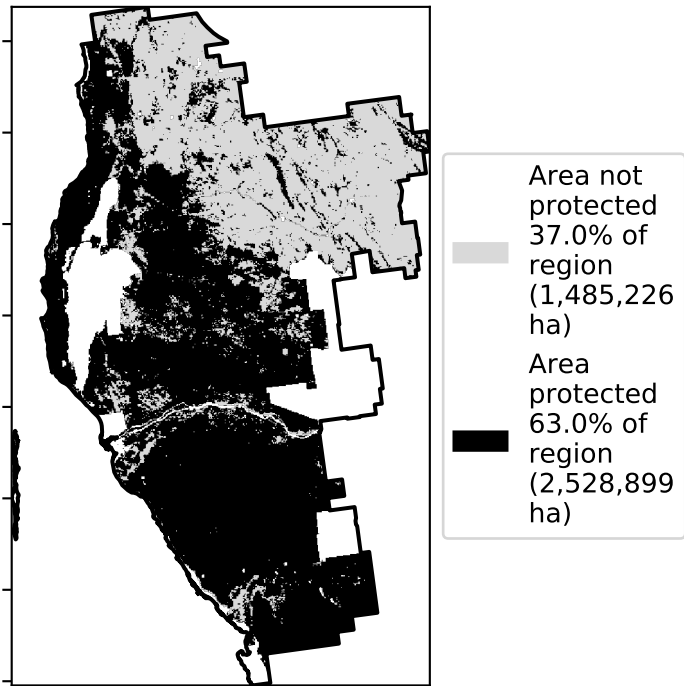 Area not
protected
37.0% of
region
(1,485,226
ha)
Area
protected
63.0% of
region
(2,528,899
ha)